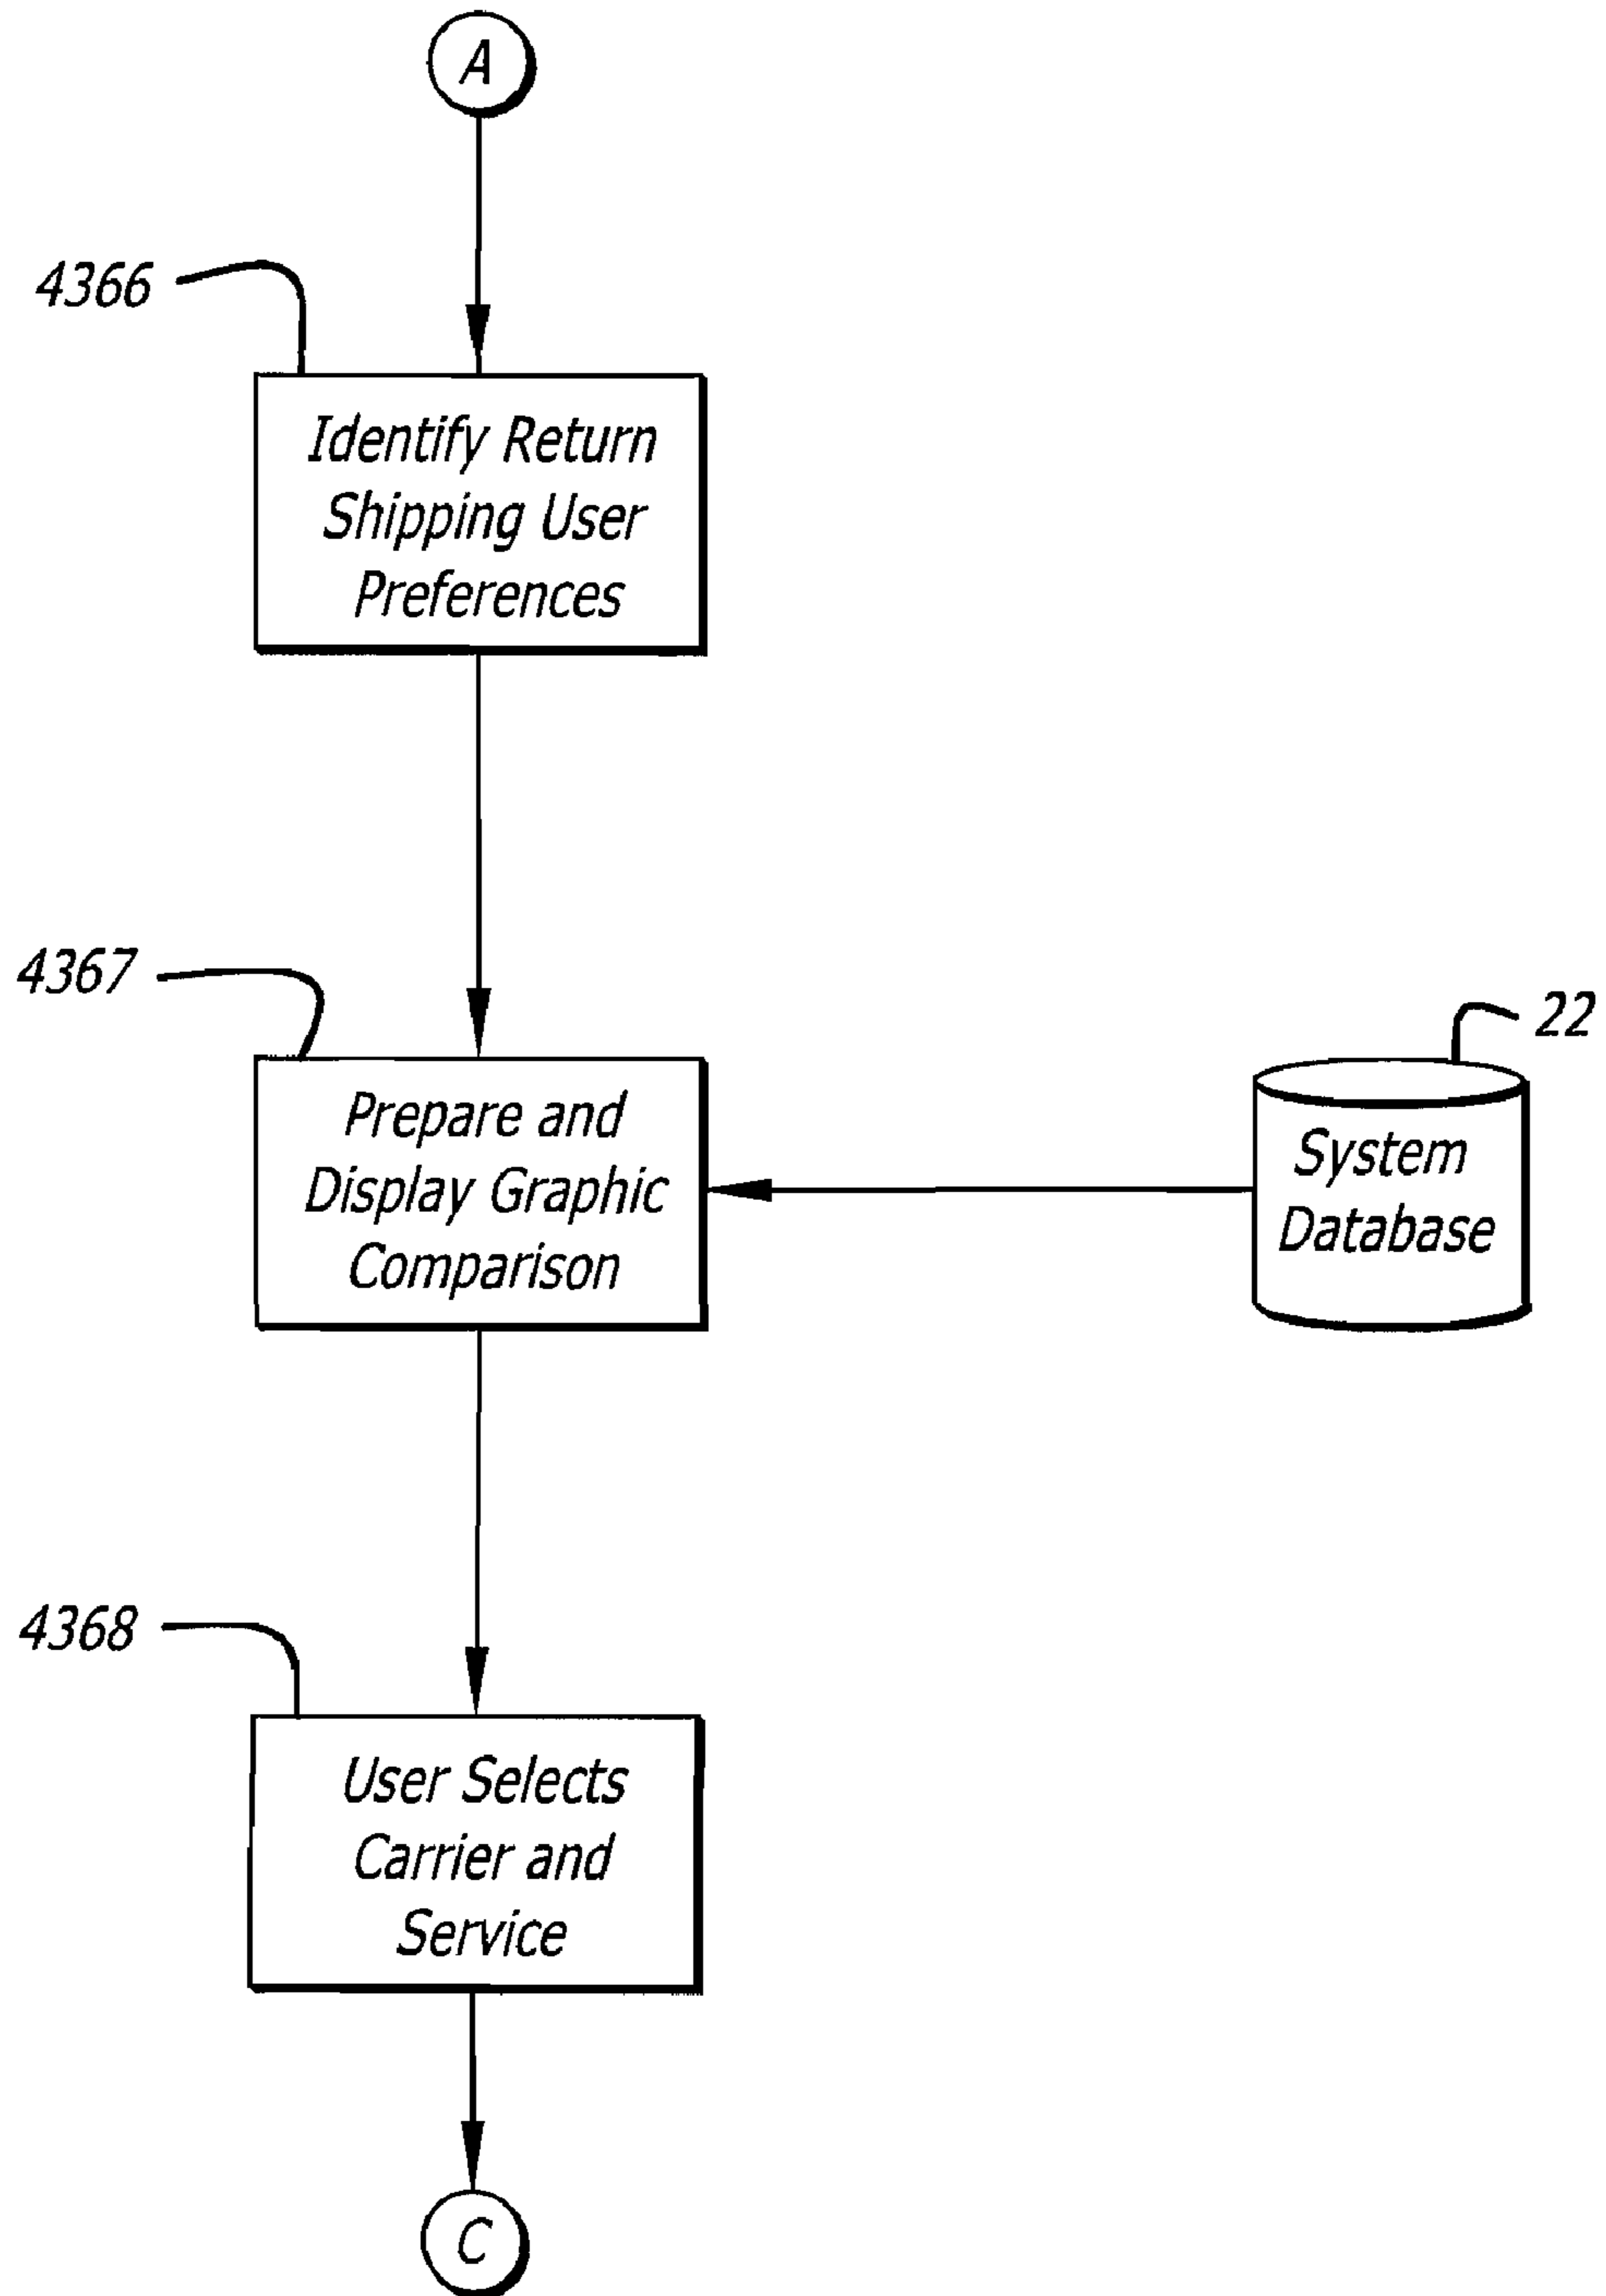 A
4366
Identify Return
Shipping User
Preferences
4367
Prepare and
Display Graphic
Comparison
22
System
Database
4368
User Selects
Carrier and
Service
C